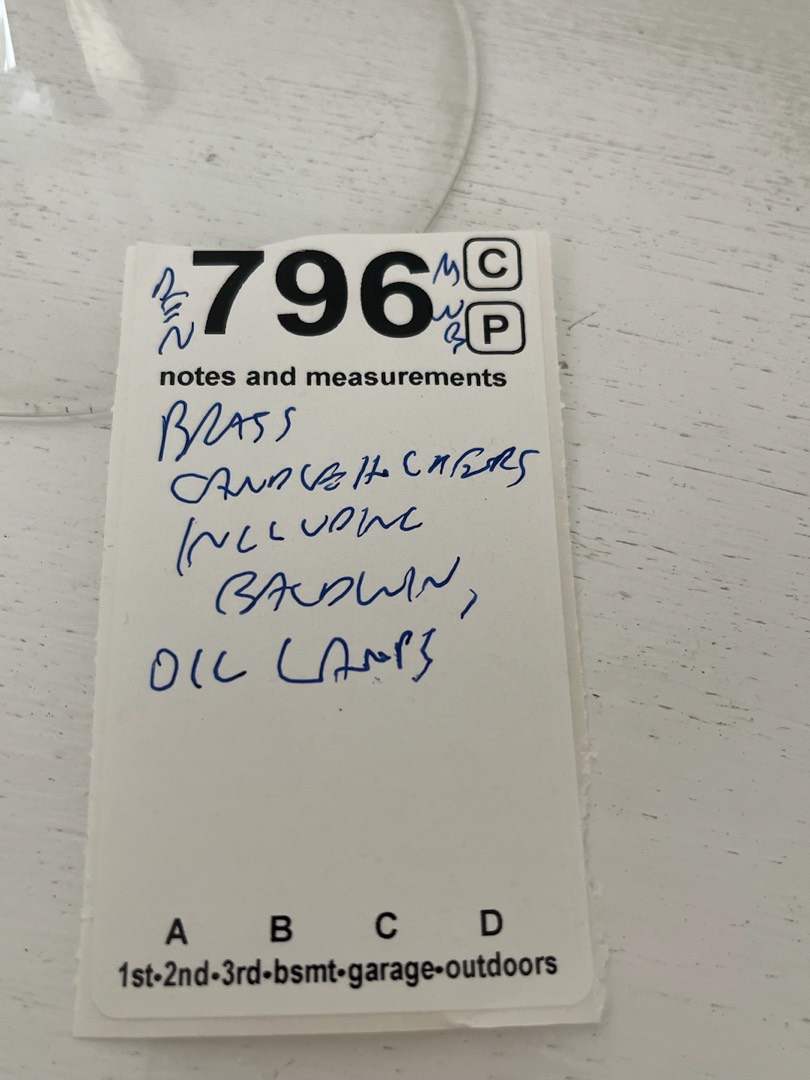 796 C
P
notes and measurements
BRASS
CANDLEHOLDERS
INCLUDING
BALDWIN,
OIL LAMPS
A B C D
1st•2nd•3rd•bsmt•garage•outdoors